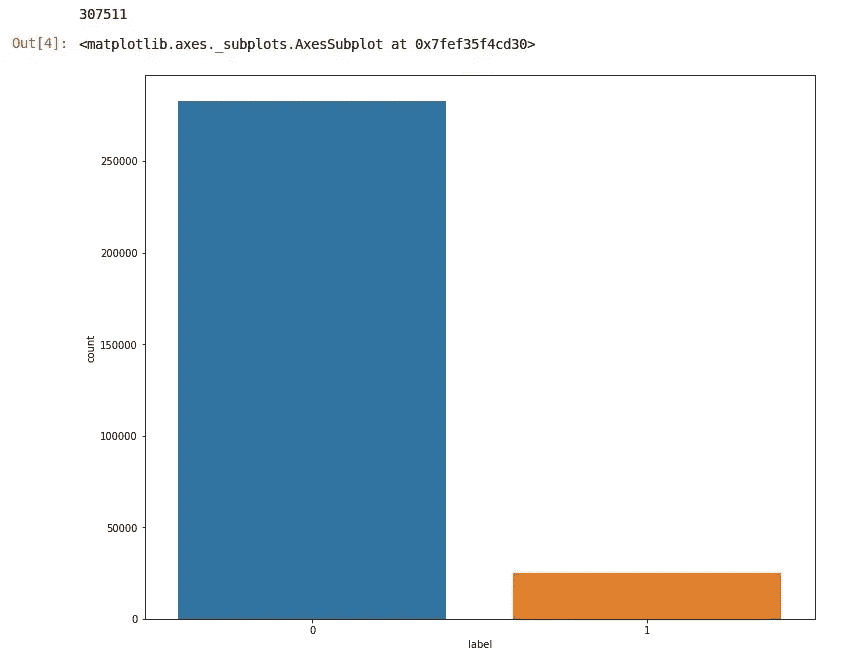 307511
Out[4]: <matplotlib.axes._subplots.AxesSubplot at 0x7fef35f4cd30>
250000
200000
150000
100000
50000
0
count
0 1
label